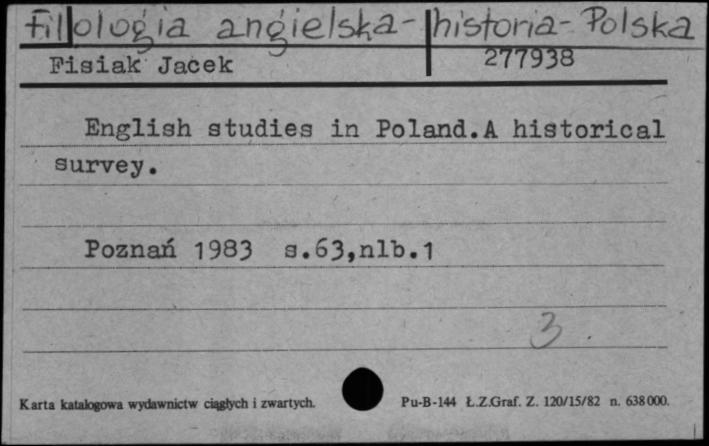 Filologia angielska - historia - Polska
Fisiak Jacek 277938
English studies in Poland.A historical
survey.
Poznań 1983 s.63,nlb.1
3
Karta katalogowa wydawnictw ciągłych i zwartych. Pu-B-144 Ł.Z.Graf. Z. 120/15/82 n. 638000.